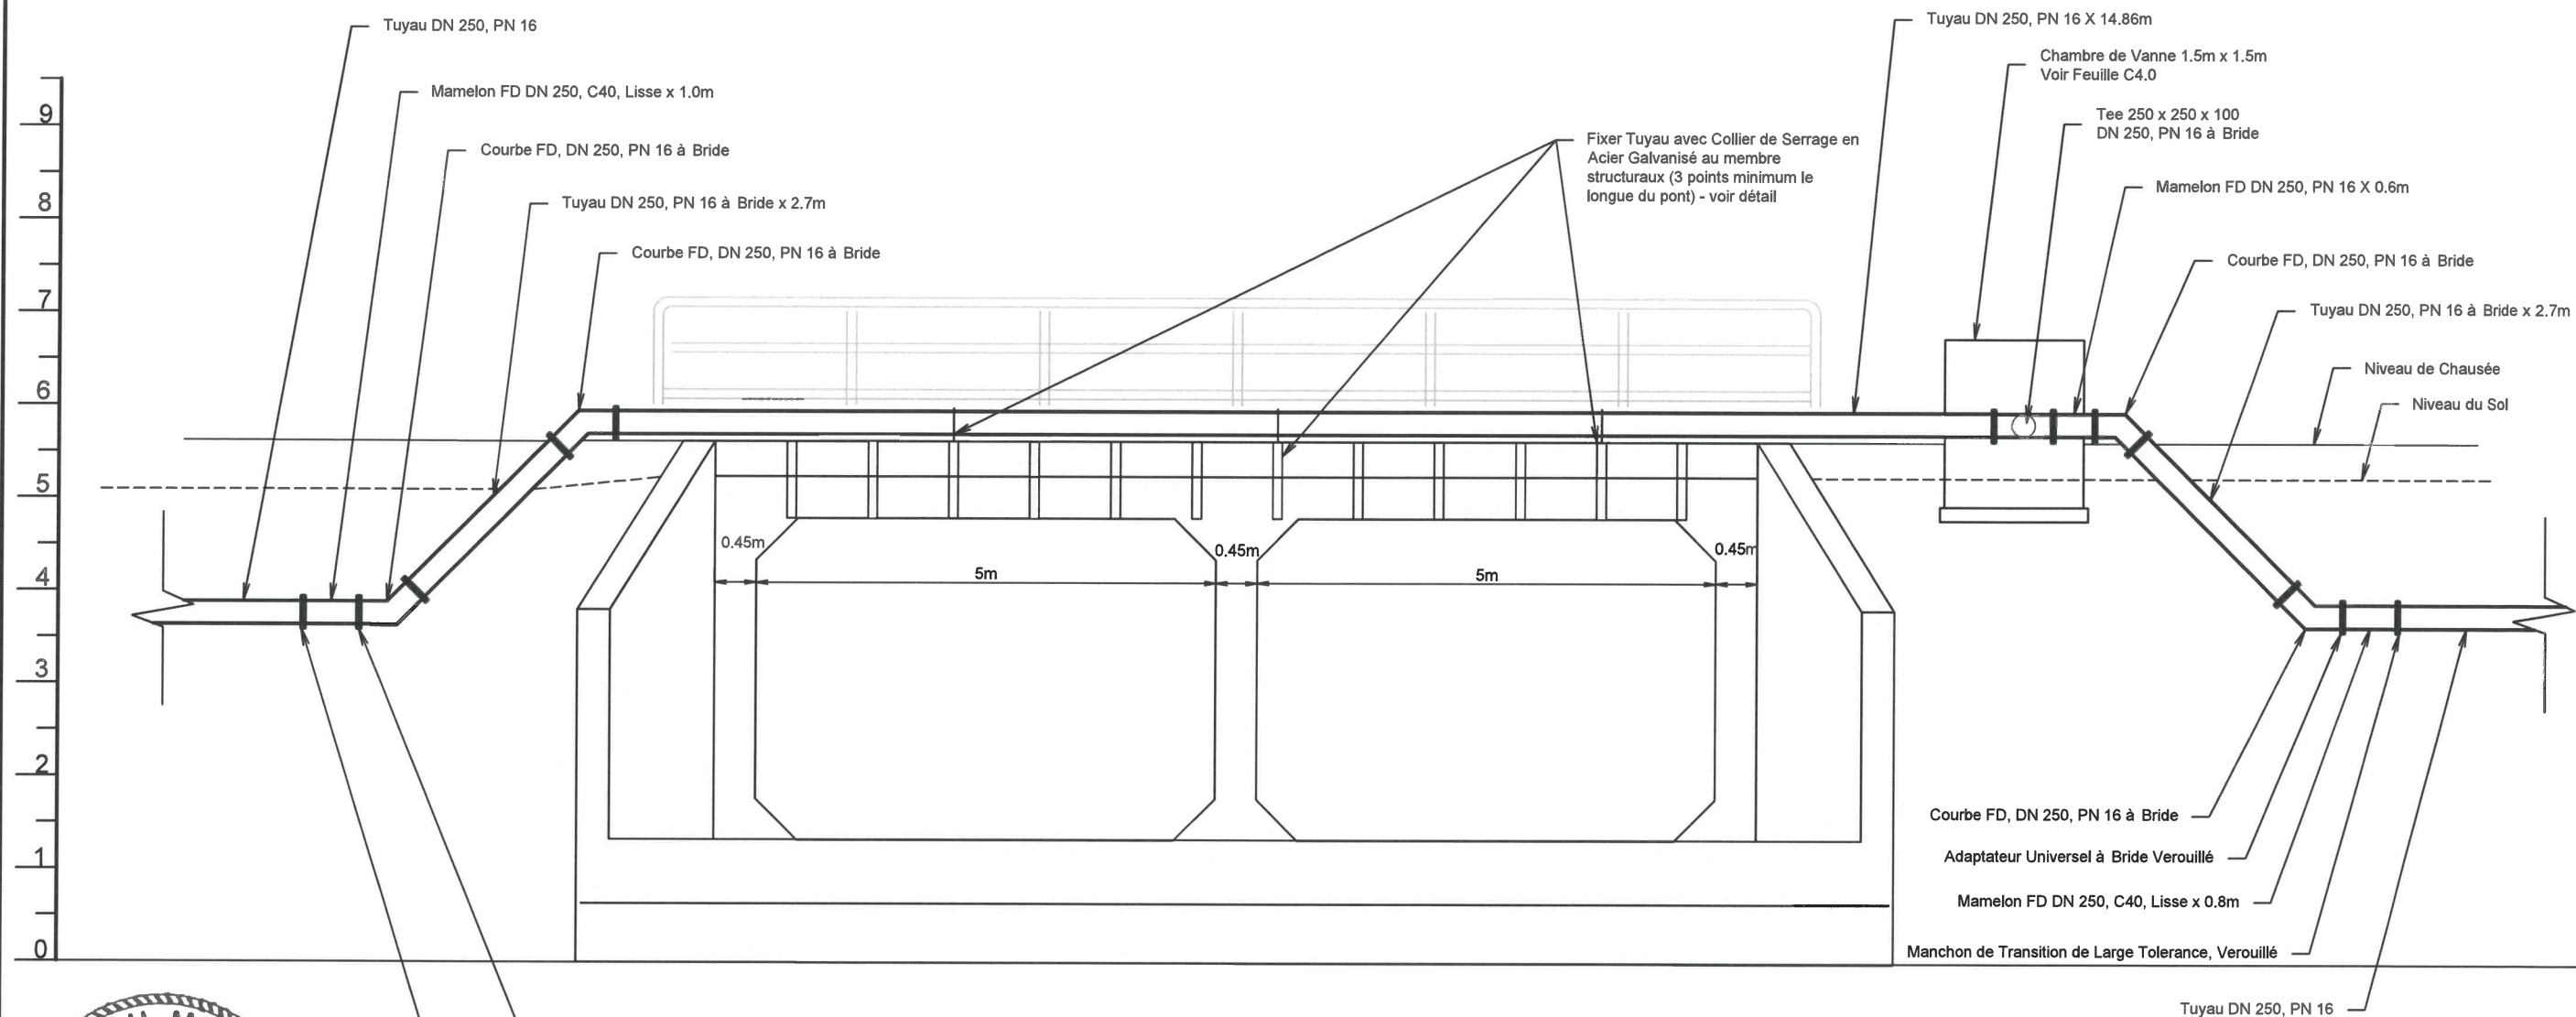 Tuyau DN 250, PN 16
Mamelon FD DN 250, C40, Lisse x 1.0m
Courbe FD, DN 250, PN 16 à Bride
Tuyau DN 250, PN 16 à Bride x 2.7m
Courbe FD, DN 250, PN 16 à Bride
Fixer Tuyau avec Collier de Serrage en
Acier Galvanisé au membre
structuraux (3 points minimum le
longue du pont) - voir détail
Tuyau DN 250, PN 16 X 14.86m
Chambre de Vanne 1.5m x 1.5m
Voir Feuille C4.0
Tee 250 x 250 x 100
DN 250, PN 16 à Bride
Mamelon FD DN 250, PN 16 X 0.6m
Courbe FD, DN 250, PN 16 à Bride
Tuyau DN 250, PN 16 à Bride x 2.7m
Niveau de Chausée
Niveau du Sol
9
8
7
6
5
4
3
2
1
0
0.45m
5m
0.45m
5m
0.45m
Courbe FD, DN 250, PN 16 à Bride
Adaptateur Universel à Bride Verouillé
Mamelon FD DN 250, C40, Lisse x 0.8m
Manchon de Transition de Large Tolerance, Verouillé
Tuyau DN 250, PN 16